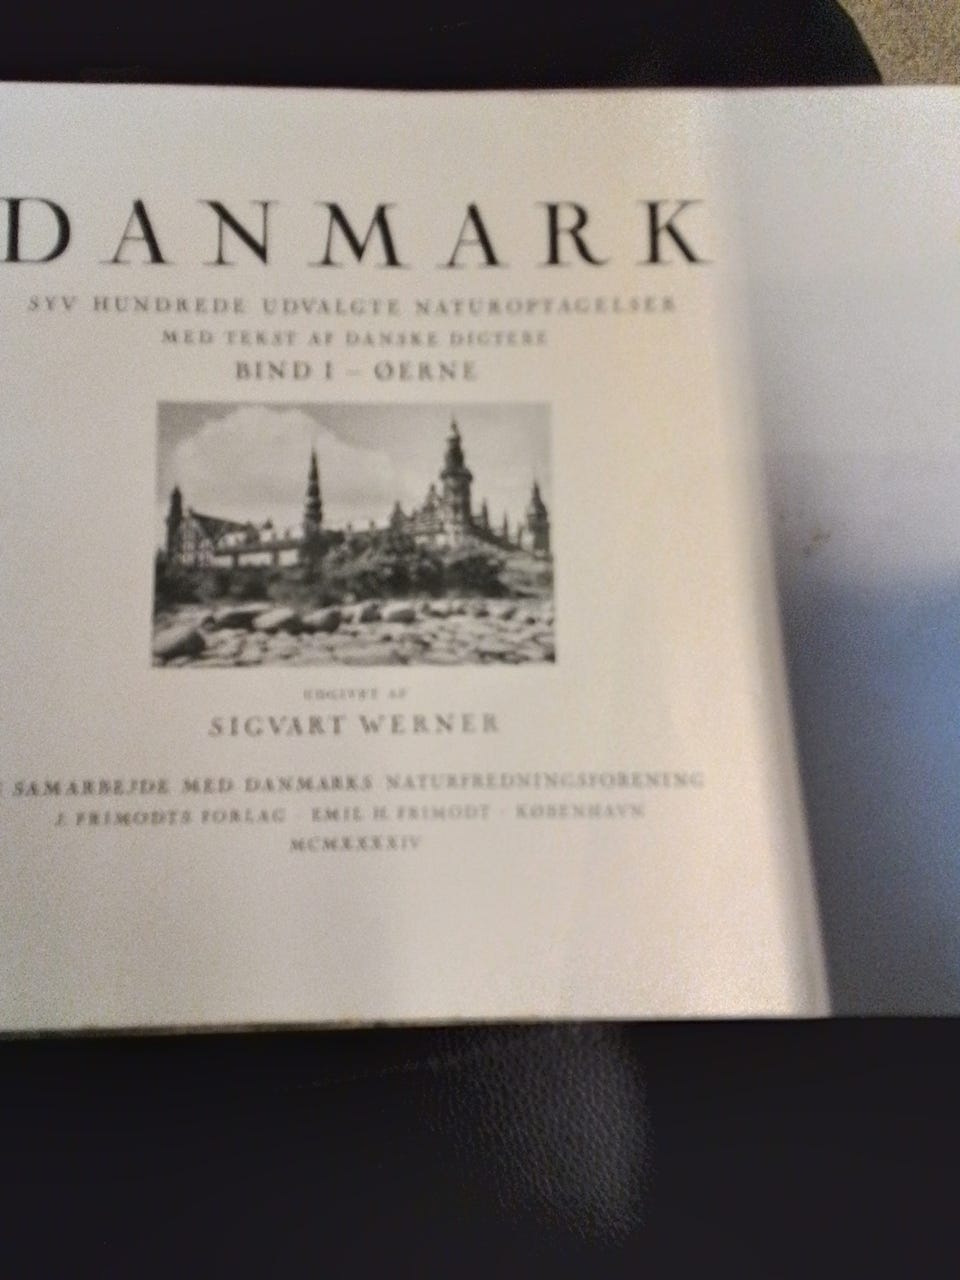 DANMARK
SYV HUNDREDE UDVALGTE NATUROPTAGELSER
MED TEKST AF DANSKE DIGTERE
BIND I – ØERNE
UDGIVET AF
SIGVART WERNER
I SAMARBEJDE MED DANMARKS NATURFREDNINGSFORENING
J. FRIMODTS FORLAG · EMIL H. FRIMODT · KØBENHAVN
MCMXXXXIV